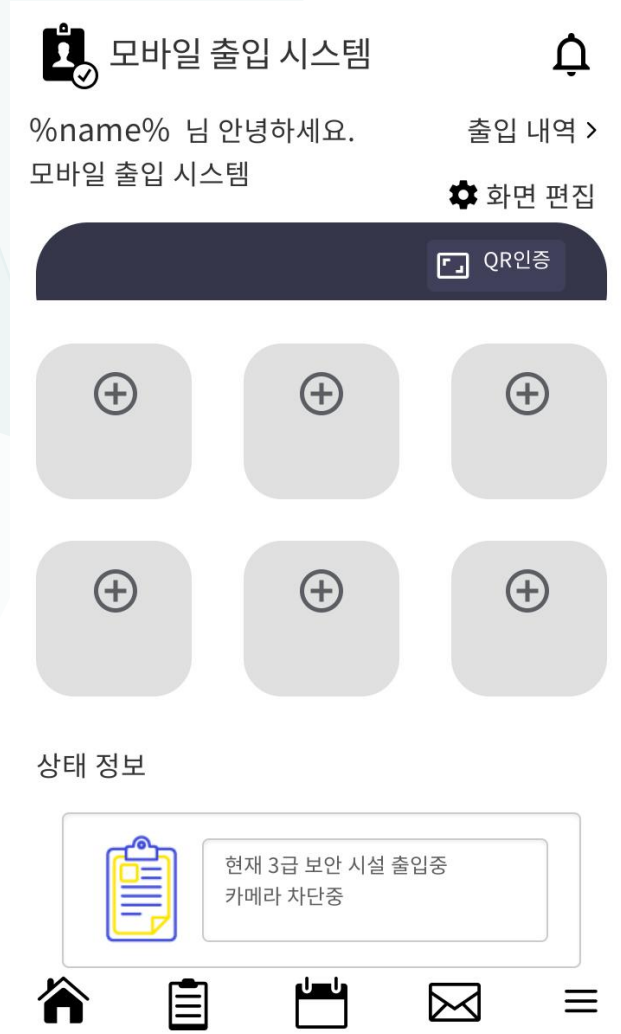 모바일 출입 시스템
%name% 님 안녕하세요.
출입 내역 >
모바일 출입 시스템
화면 편집
QR인증
상태 정보
현재 3급 보안 시설 출입중
카메라 차단중